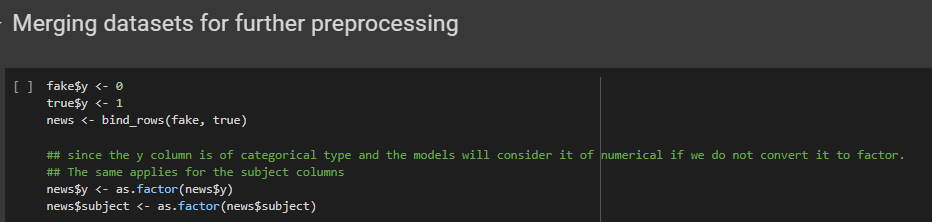 Merging datasets for further preprocessing
[ ] fake$y <- 0
true$y <- 1
news <- bind_rows(fake, true)
## since the y column is of categorical type and the models will consider it of numerical if we do not convert it to factor.
## The same applies for the subject columns
news$y <- as.factor(news$y)
news$subject <- as.factor(news$subject)